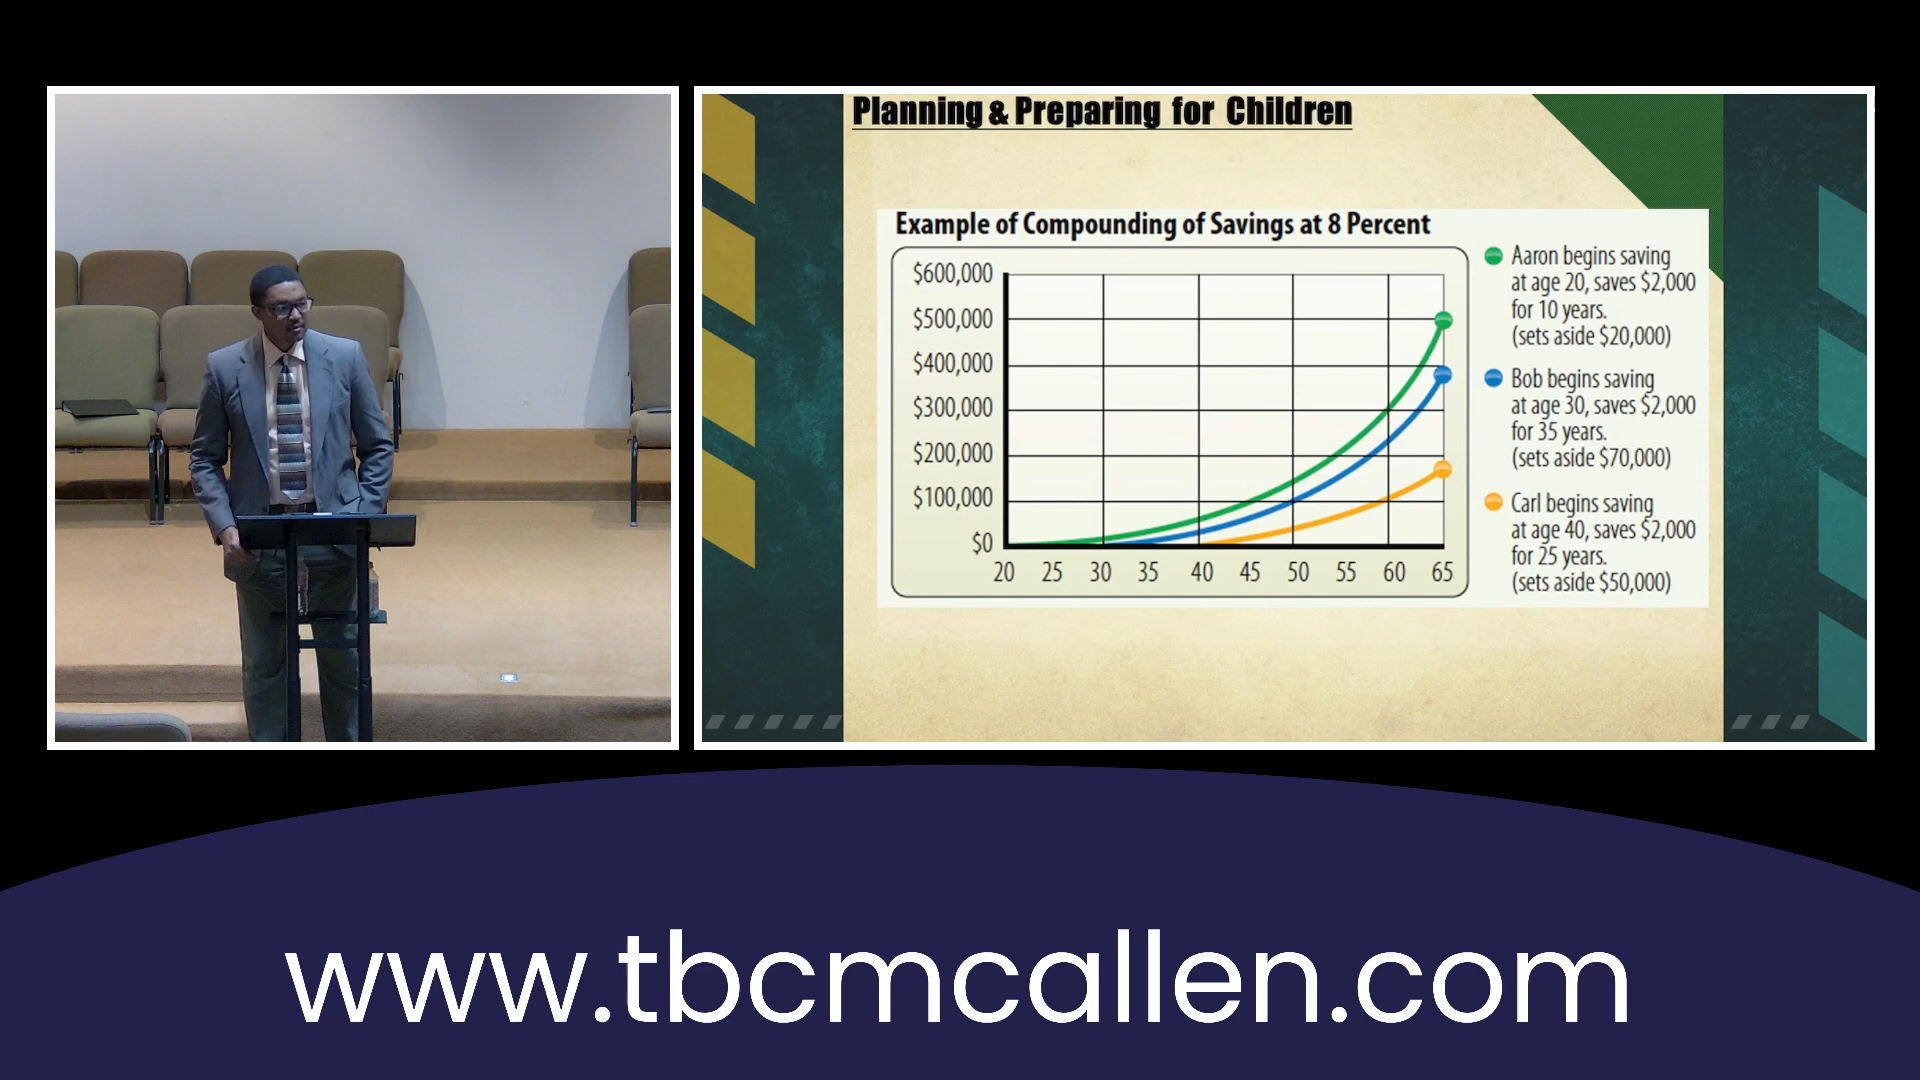 Planning & Preparing for Children
Example of Compounding of Savings at 8 Percent
$600,000
$500,000
$400,000
$300,000
$200,000
$100,000
$0
20 25 30 35 40 45 50 55 60 65
Aaron begins saving
at age 20, saves $2,000
for 10 years.
(sets aside $20,000)
Bob begins saving
at age 30, saves $2,000
for 35 years.
(sets aside $70,000)
Carl begins saving
at age 40, saves $2,000
for 25 years.
(sets aside $50,000)
www.tbcmcallen.com